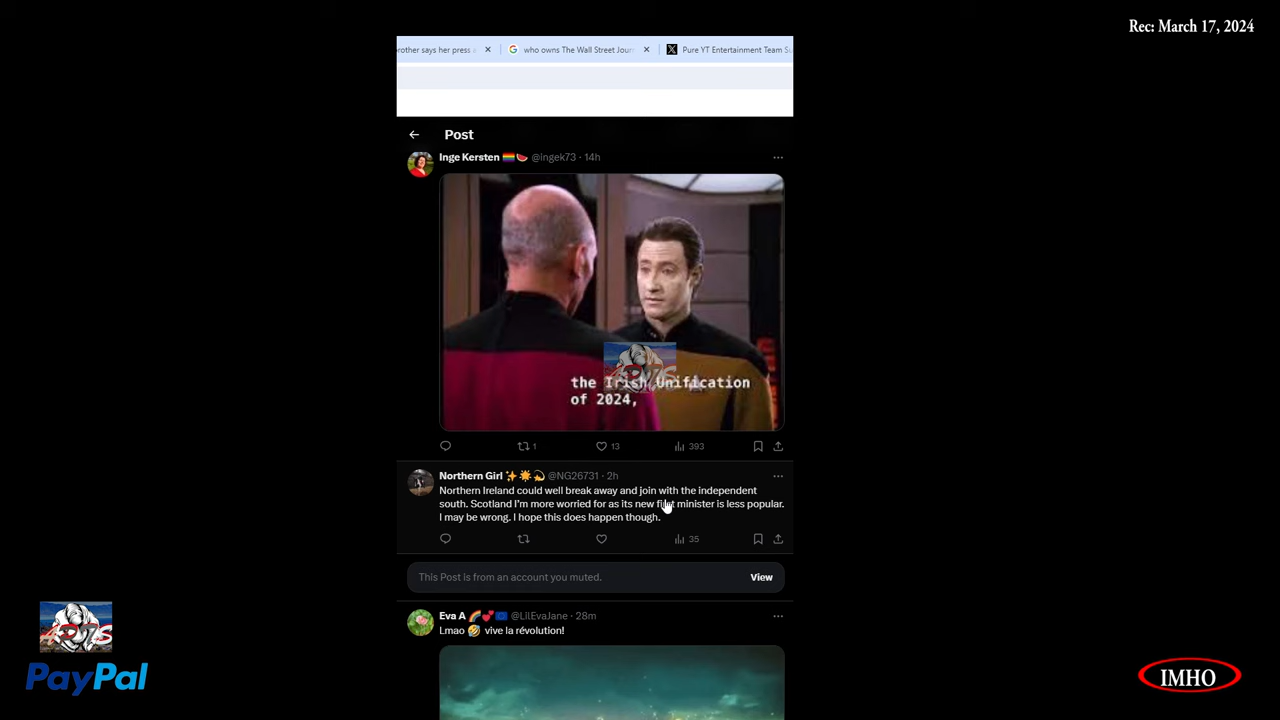 Rec: March 17, 2024
rother says her press
who owns The Wall Street Jour
Pure YT Entertainment Team S
Post
Inge Kersten 🏳️‍🌈🍉 @ingek73 · 14h
the Irish Unification
of 2024,
1
13
393
Northern Girl ✨☀️💫 @NG26731 · 2h
Northern Ireland could well break away and join with the independent
south. Scotland I'm more worried for as its new first minister is less popular.
I may be wrong. I hope this does happen though.
35
This Post is from an account you muted.
View
Eva A 🌈💕🇪🇺 @LilEvaJane · 28m
Lmao 🤣 vive la révolution!
PayPal
IMHO